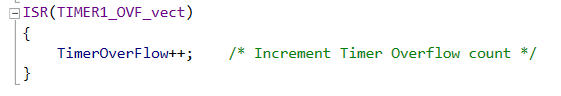 ISR(TIMER1_OVF_vect)
{
TimerOverFlow++; /* Increment Timer Overflow count */
}